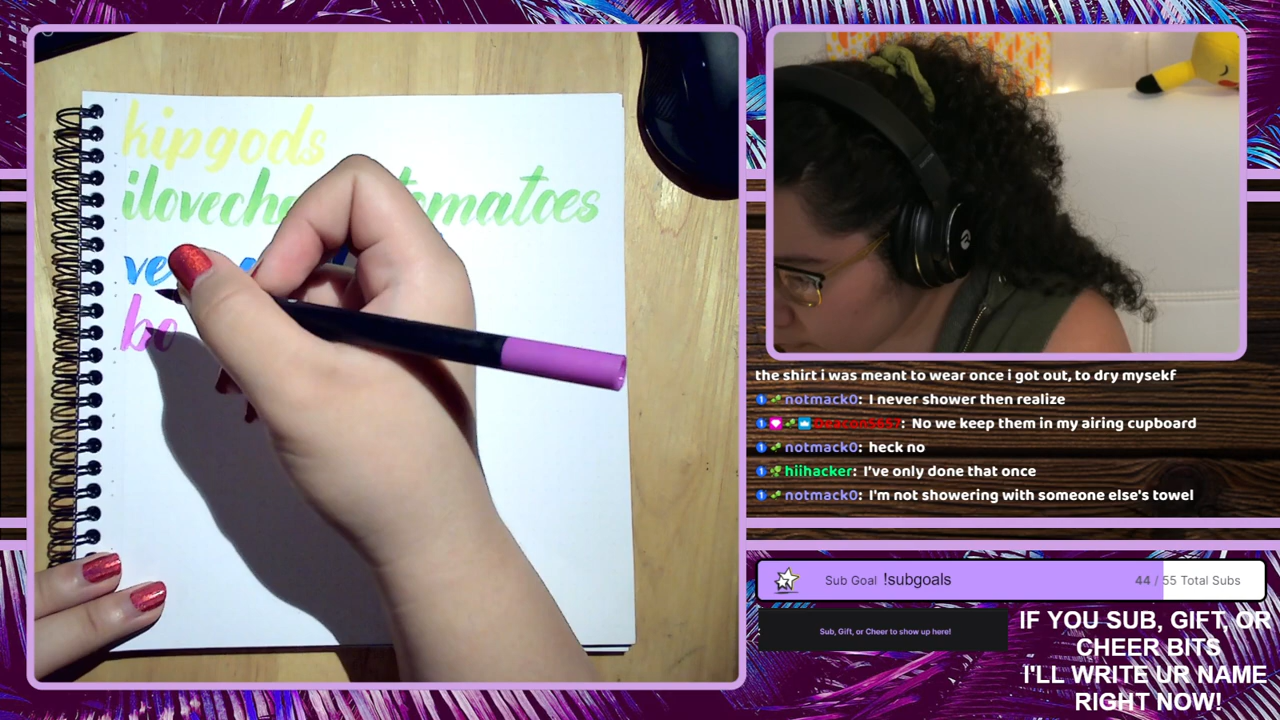 kipgods
ve
bo
the shirt i was meant to wear once i got out, to dry mysekf
notmack0: I never shower then realize
Deacon5657: No we keep them in my airing cupboard
notmack0: heck no
hiihacker: I've only done that once
notmack0: I'm not showering with someone else's towel
Sub Goal !subgoals 44 / 55 Total Subs
Sub, Gift, or Cheer to show up here!
IF YOU SUB, GIFT, OR
CHEER BITS
I'LL WRITE UR NAME
RIGHT NOW!